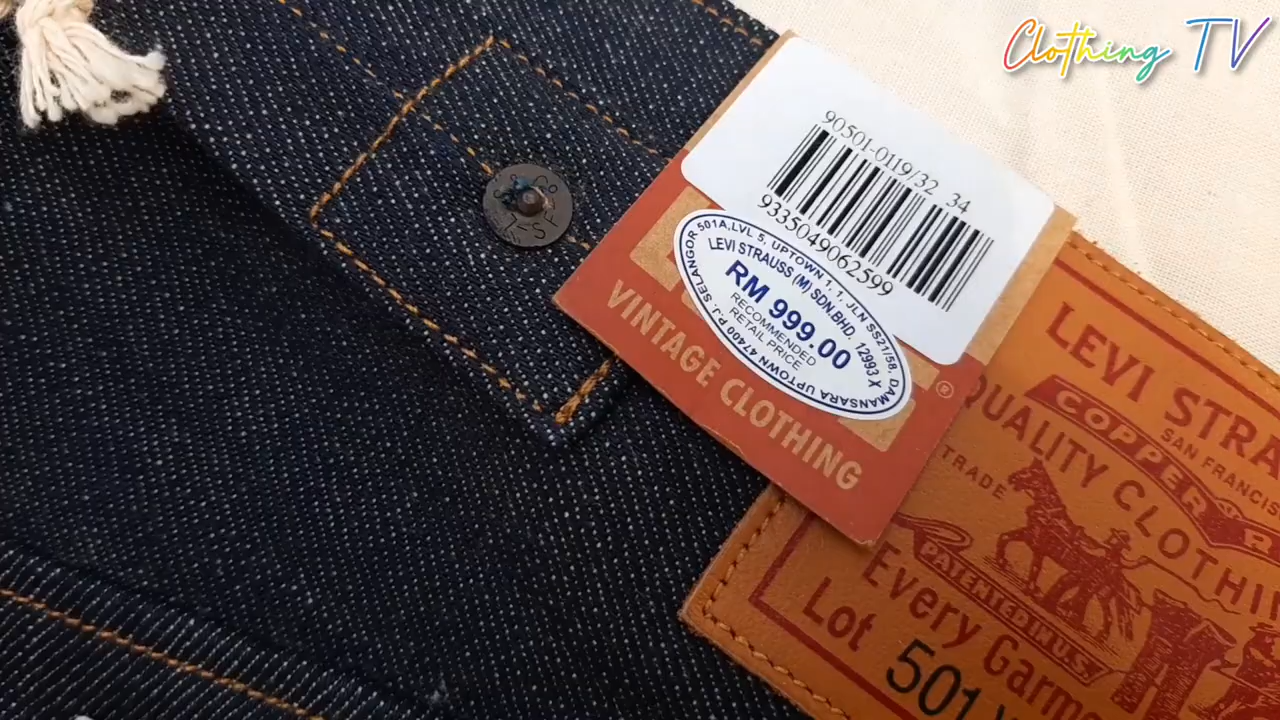 Clothing TV
90501-0119/32 34
9335049062599
501A,LVL 5, UPTOWN 1, 1, JLN SS21/58, DAMANSARA UPTOWN 47400 P.J. SELANGOR
LEVI STRAUSS (M) SDN.BHD. 12993 X
RM 999.00
RECOMMENDED
RETAIL PRICE
VINTAGE CLOTHING ®
LEVI STRA
COPPER R
SAN FRANCIS
QUALITY CLOTHI
TRADE
PATENTED IN U.S.
Every Garm
Lot 501